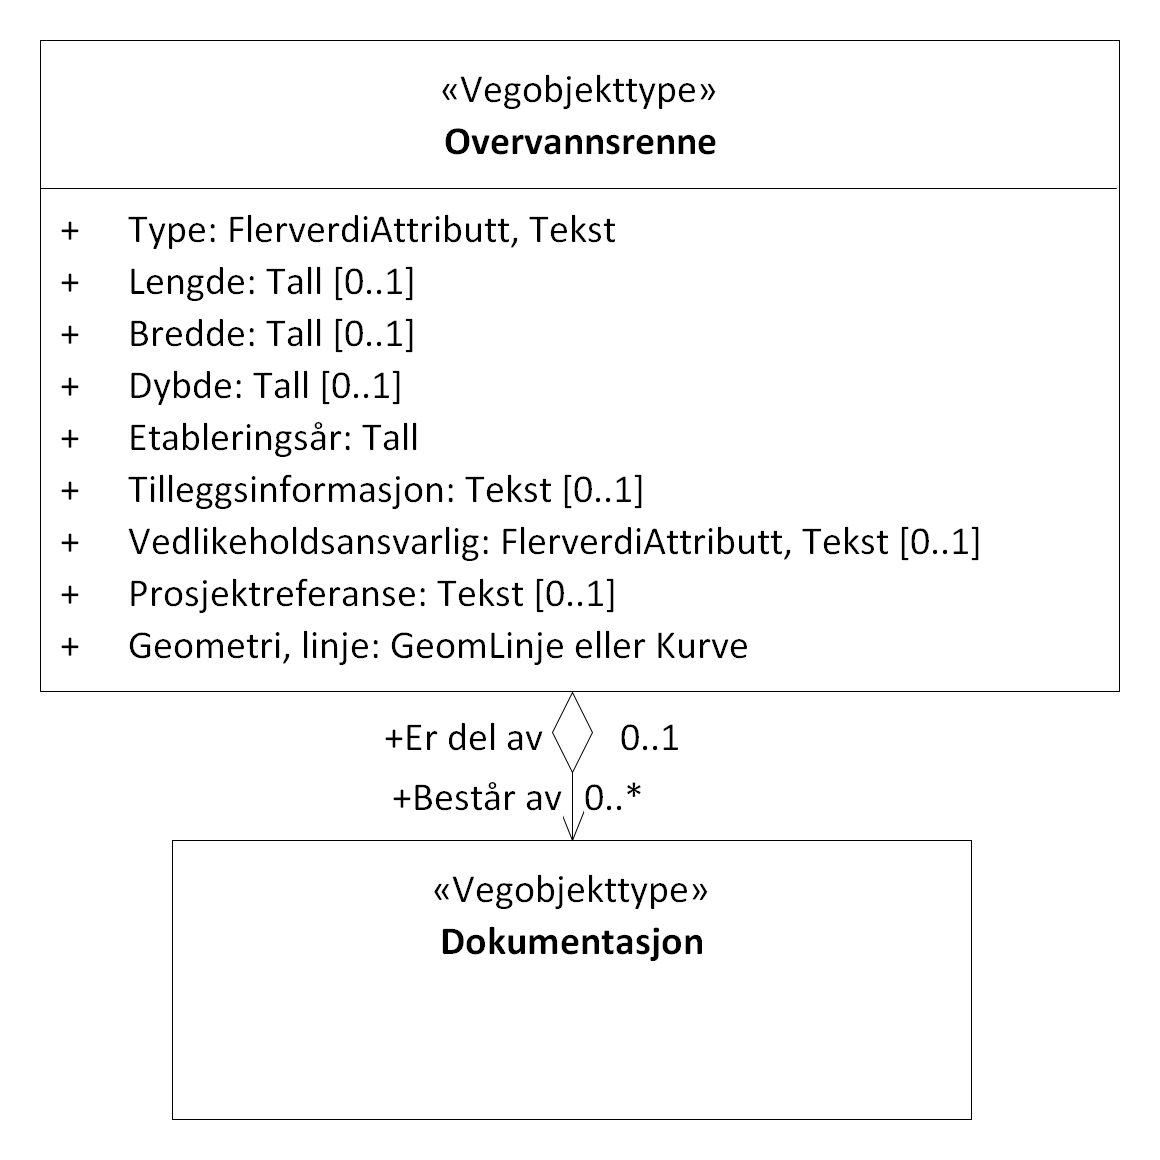 «Vegobjekttype»
Overvannsrenne
+ Type: FlerverdiAttributt, Tekst
+ Lengde: Tall [0..1]
+ Bredde: Tall [0..1]
+ Dybde: Tall [0..1]
+ Etableringsår: Tall
+ Tilleggsinformasjon: Tekst [0..1]
+ Vedlikeholdsansvarlig: FlerverdiAttributt, Tekst [0..1]
+ Prosjektreferanse: Tekst [0..1]
+ Geometri, linje: GeomLinje eller Kurve
+Er del av 0..1
+Består av 0..*
«Vegobjekttype»
Dokumentasjon